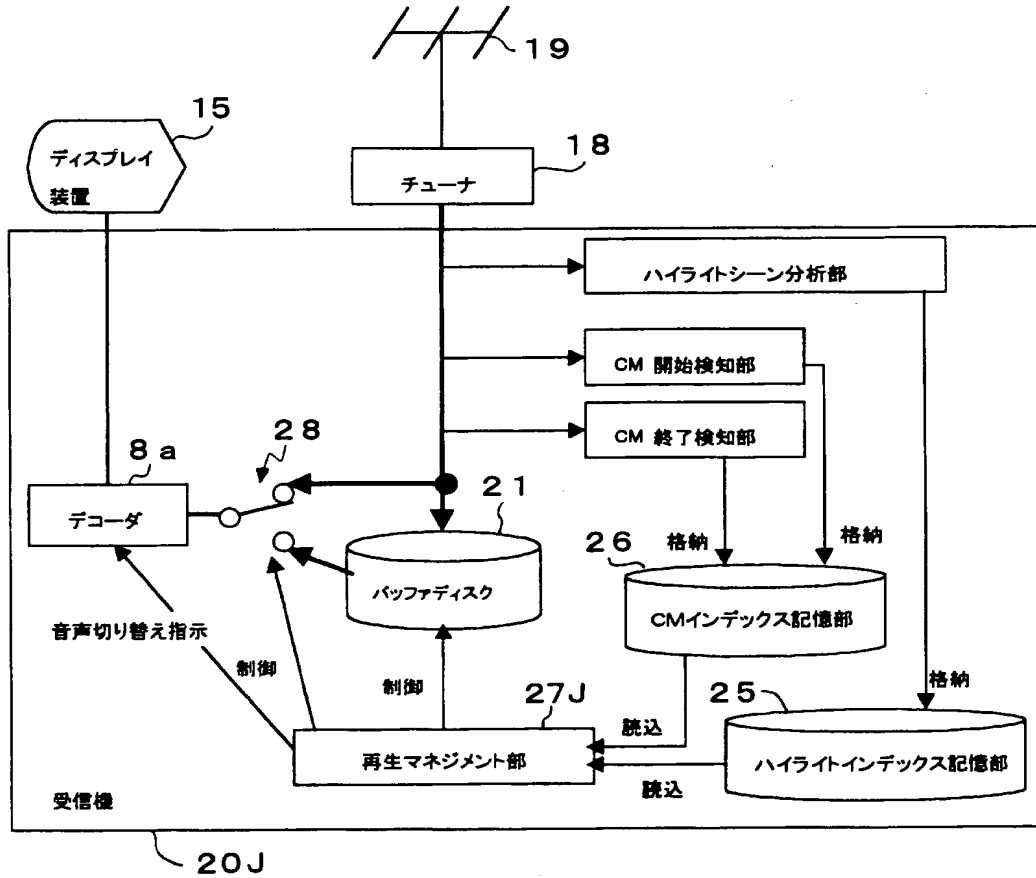 19
15
ディスプレイ
装置
18
チューナ
ハイライトシーン分析部
CM 開始検知部
CM 終了検知部
28
8a
デコーダ
21
バッファディスク
格納
格納
26
CMインデックス記憶部
音声切り替え指示
制御
制御
27J
再生マネジメント部
読込
読込
格納
25
ハイライトインデックス記憶部
受信機
20J